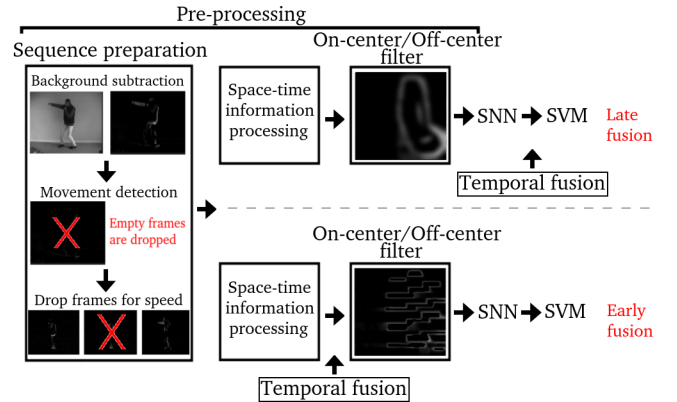 Pre-processing
Sequence preparation
Background subtraction
Movement detection
Empty frames
are dropped
Drop frames for speed
Space-time
information
processing
On-center/Off-center
filter
SNN
SVM
Late
fusion
Temporal fusion
Space-time
information
processing
On-center/Off-center
filter
SNN
SVM
Early
fusion
Temporal fusion